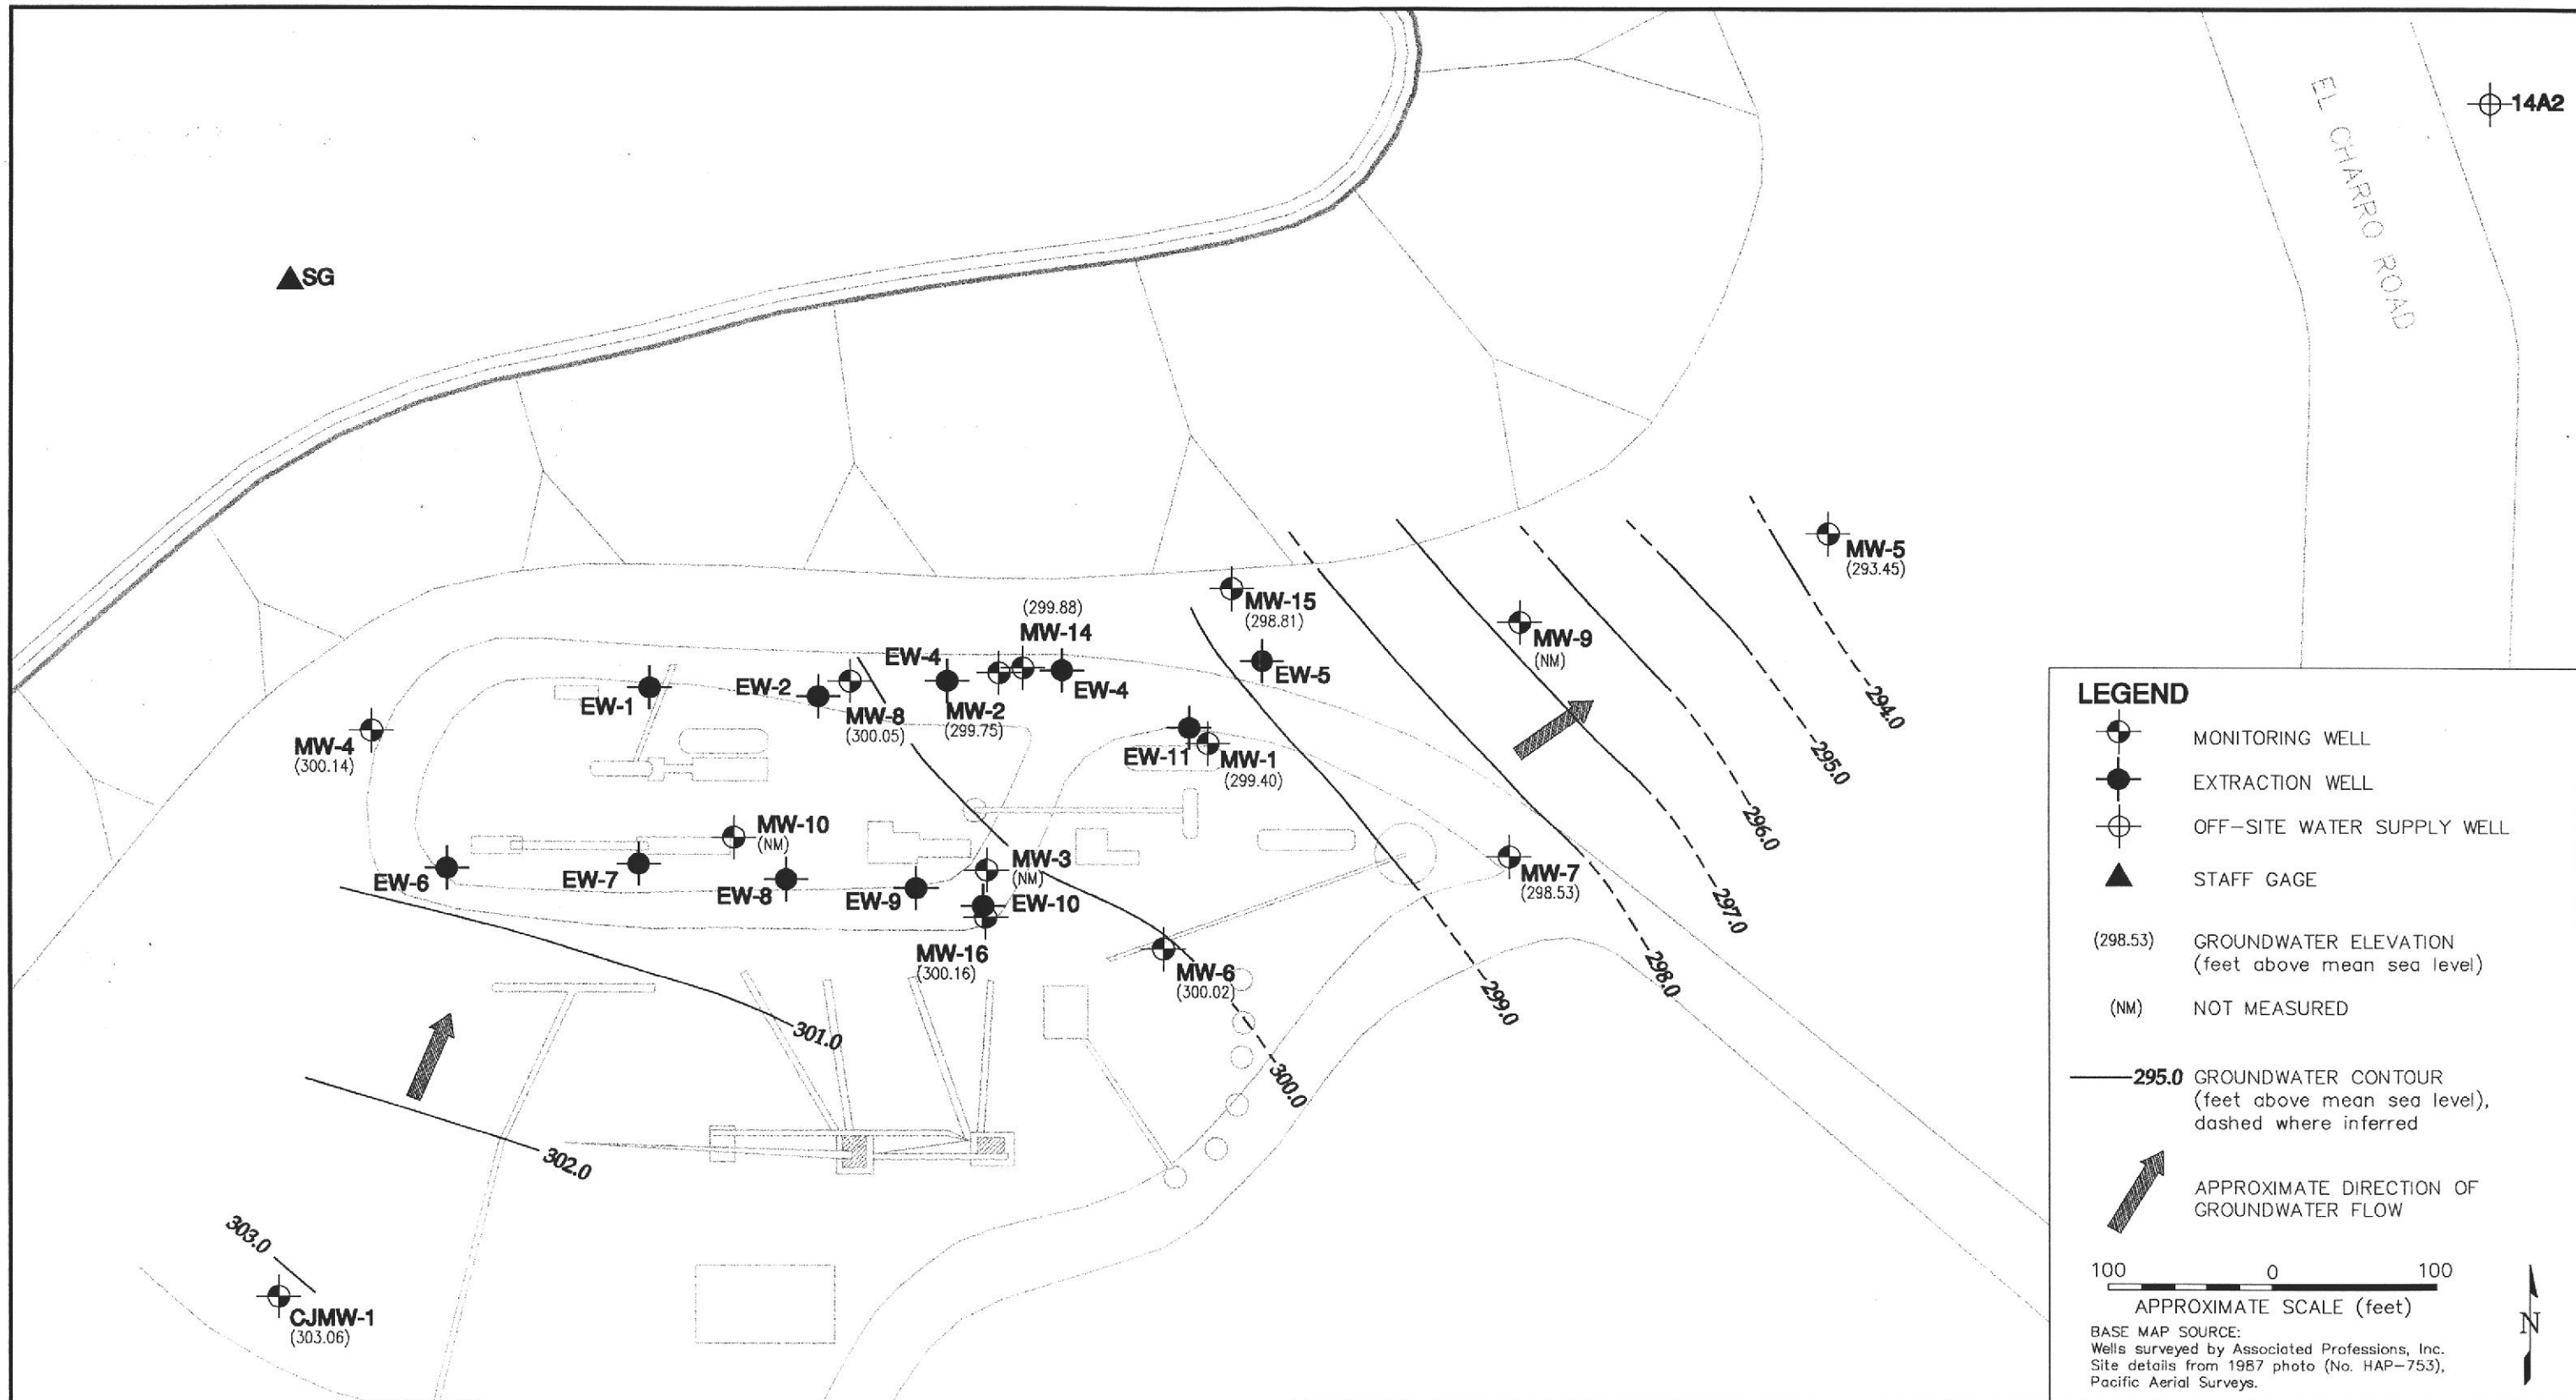 EL CHARRO ROAD
14A2
SG
MW-5
(293.45)
MW-15
(298.81)
(299.88)
MW-14
MW-9
(NM)
EW-4
EW-5
EW-2
EW-4
EW-1
MW-8
(300.05)
MW-2
(299.75)
294.0
MW-4
(300.14)
EW-11
MW-1
(299.40)
295.0
MW-10
(NM)
296.0
MW-3
(NM)
MW-7
(298.53)
EW-6
EW-7
EW-8
EW-9
EW-10
297.0
MW-16
(300.16)
MW-6
(300.02)
298.0
299.0
301.0
300.0
302.0
303.0
CJMW-1
(303.06)
LEGEND
MONITORING WELL
EXTRACTION WELL
OFF-SITE WATER SUPPLY WELL
STAFF GAGE
(298.53) GROUNDWATER ELEVATION
(feet above mean sea level)
(NM) NOT MEASURED
295.0 GROUNDWATER CONTOUR
(feet above mean sea level),
dashed where inferred
APPROXIMATE DIRECTION OF
GROUNDWATER FLOW
100 0 100
APPROXIMATE SCALE (feet)
N
BASE MAP SOURCE:
Wells surveyed by Associated Professions, Inc.
Site details from 1987 photo (No. HAP-753),
Pacific Aerial Surveys.